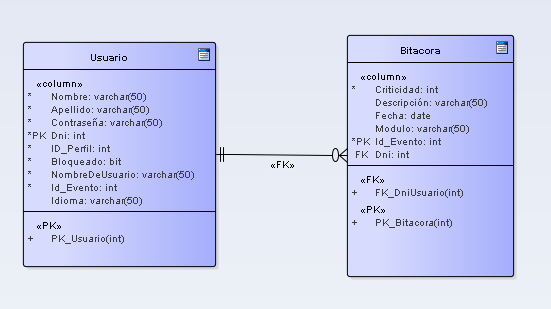 Usuario
«column»
* Nombre: varchar(50)
* Apellido: varchar(50)
* Contraseña: varchar(50)
*PK Dni: int
* ID_Perfil: int
* Bloqueado: bit
* NombreDeUsuario: varchar(50)
* Id_Evento: int
Idioma: varchar(50)
«PK»
+ PK_Usuario(int)
«FK»
Bitacora
«column»
* Criticidad: int
Descripción: varchar(50)
Fecha: date
Modulo: varchar(50)
*PK Id_Evento: int
FK Dni: int
«FK»
+ FK_DniUsuario(int)
«PK»
+ PK_Bitacora(int)